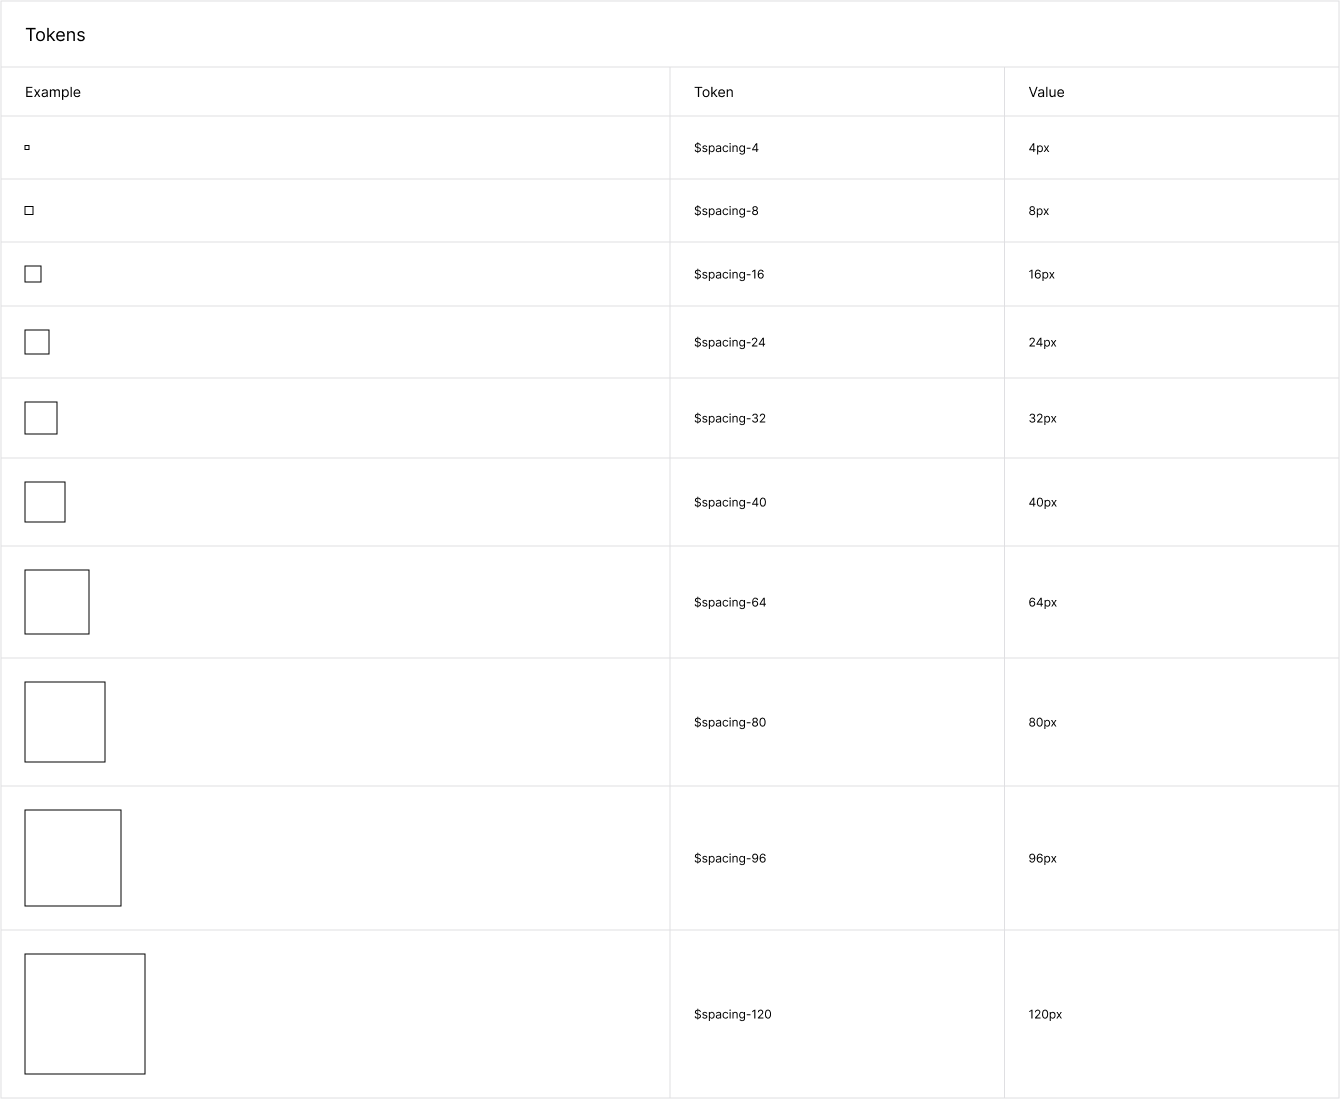 Tokens
Example Token Value
$spacing-4 4px
$spacing-8 8px
$spacing-16 16px
$spacing-24 24px
$spacing-32 32px
$spacing-40 40px
$spacing-64 64px
$spacing-80 80px
$spacing-96 96px
$spacing-120 120px